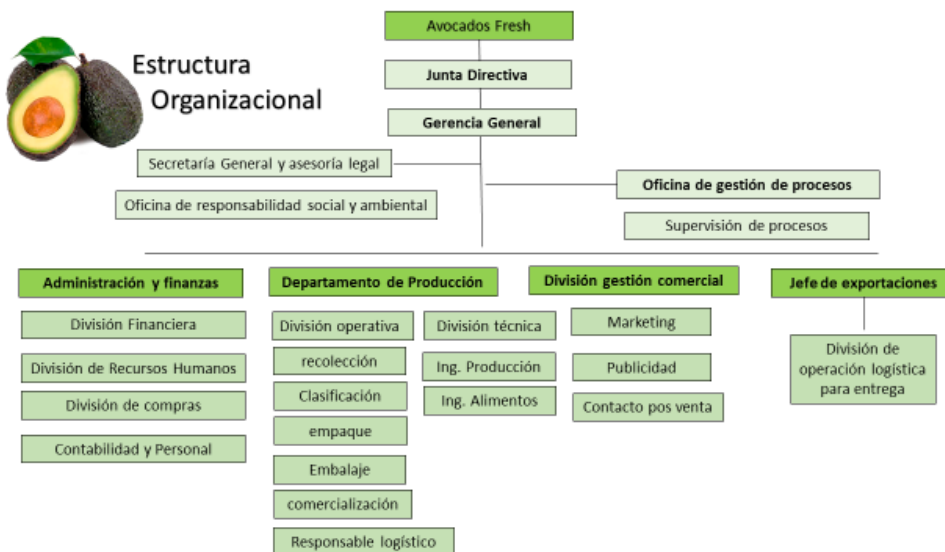 Avocados Fresh
Estructura
Organizacional
Junta Directiva
Gerencia General
Secretaría General y asesoría legal
Oficina de gestión de procesos
Oficina de responsabilidad social y ambiental
Supervisión de procesos
Administración y finanzas
División Financiera
División de Recursos Humanos
División de compras
Contabilidad y Personal
Departamento de Producción
División operativa
recolección
Clasificación
empaque
Embalaje
comercialización
Responsable logístico
División técnica
Ing. Producción
Ing. Alimentos
División gestión comercial
Marketing
Publicidad
Contacto pos venta
Jefe de exportaciones
División de
operación logística
para entrega